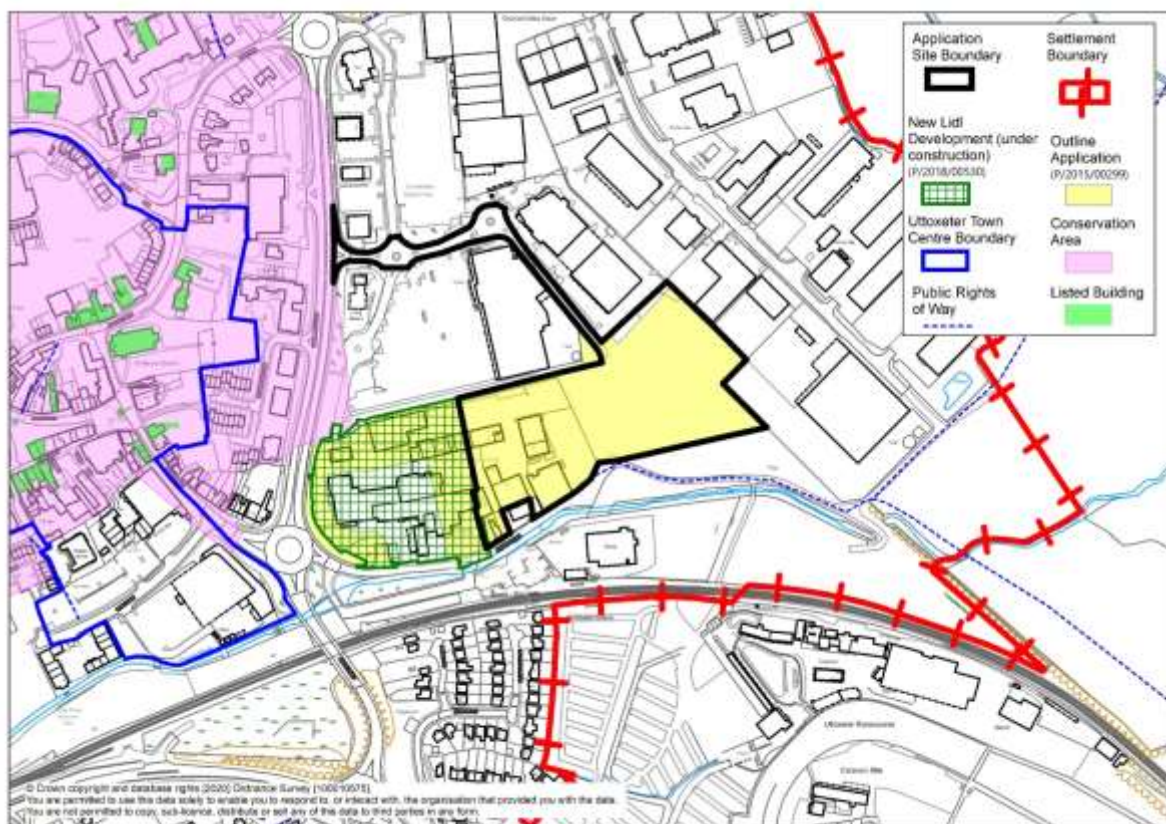 Application
Site Boundary
Settlement
Boundary
New Lidl
Development (under
construction)
(P/2018/00530)
Outline
Application
(P/2015/00299)
Uttoxeter Town
Centre Boundary
Conservation
Area
Public Rights
of Way
Listed Building
Uttoxeter Racecourse
© Crown copyright and database rights [2020] Ordnance Survey [100010575].
You are permitted to use this data solely to enable you to respond to, or interact with, the organisation that provided you with the data.
You are not permitted to copy, sub-licence, distribute or sell any of this data to third parties in any form.